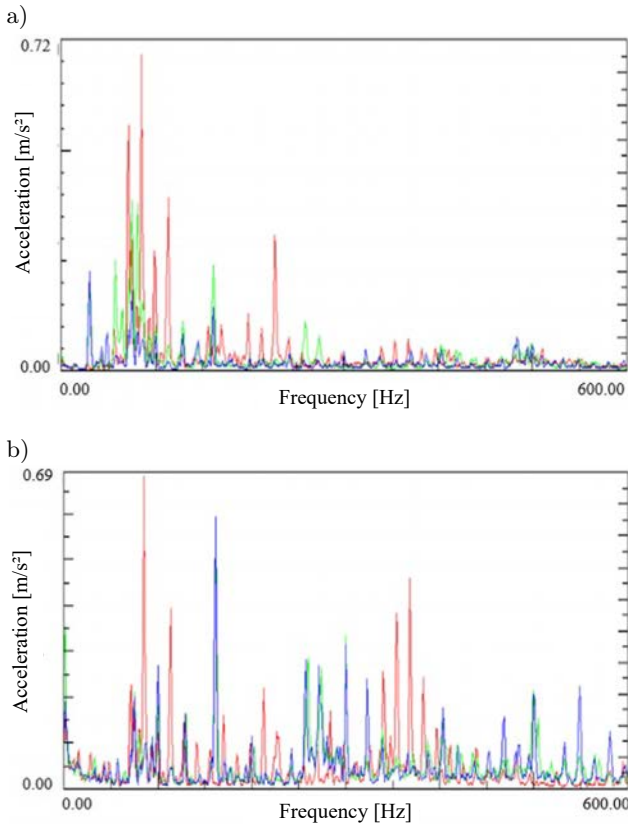 a)
0.72
Acceleration [m/s²]
0.00
0.00 600.00
Frequency [Hz]
b)
0.69
Acceleration [m/s²]
0.00
0.00 600.00
Frequency [Hz]